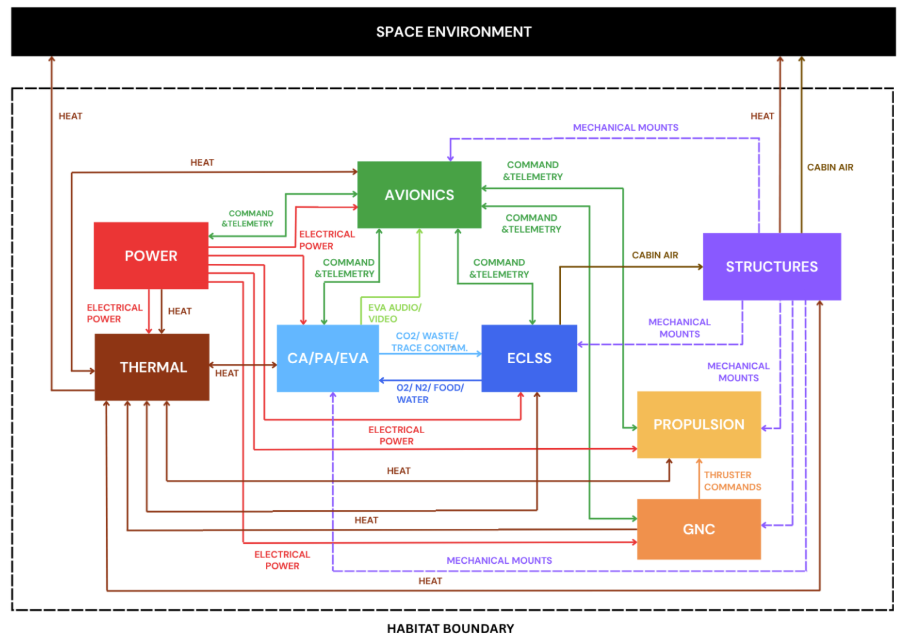 SPACE ENVIRONMENT
HEAT
HEAT
MECHANICAL MOUNTS
CABIN AIR
HEAT
COMMAND
&TELEMETRY
AVIONICS
COMMAND
&TELEMETRY
COMMAND
&TELEMETRY
ELECTRICAL
POWER
POWER
COMMAND
&TELEMETRY
COMMAND
&TELEMETRY
CABIN AIR
STRUCTURES
ELECTRICAL
POWER
HEAT
EVA AUDIO/
VIDEO
MECHANICAL
MOUNTS
CO2/ WASTE/
TRACE CONTAM.
THERMAL
HEAT
CA/PA/EVA
ECLSS
02/ N2/ FOOD/
WATER
MECHANICAL
MOUNTS
ELECTRICAL
POWER
PROPULSION
HEAT
THRUSTER
COMMANDS
HEAT
GNC
ELECTRICAL
POWER
MECHANICAL MOUNTS
HEAT
HABITAT BOUNDARY